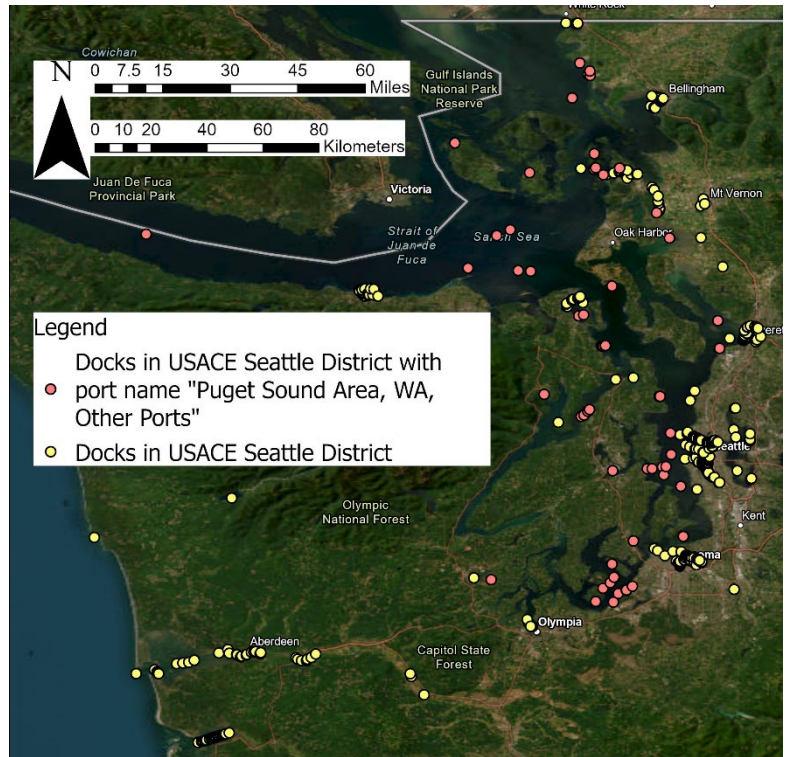 White Rock
Cowichan
N
0 7.5 15 30 45 60
Miles
0 10 20 40 60 80
Kilometers
Gulf Islands
National Park
Reserve
Bellingham
Juan De Fuca
Provincial Park
Victoria
Mt Vernon
Strait of
Juan de
Fuca
Oak Harbor
Legend
Docks in USACE Seattle District with
port name "Puget Sound Area, WA,
Other Ports"
Docks in USACE Seattle District
Seattle
Olympic
National Forest
Kent
Olympia
Aberdeen
Capitol State
Forest